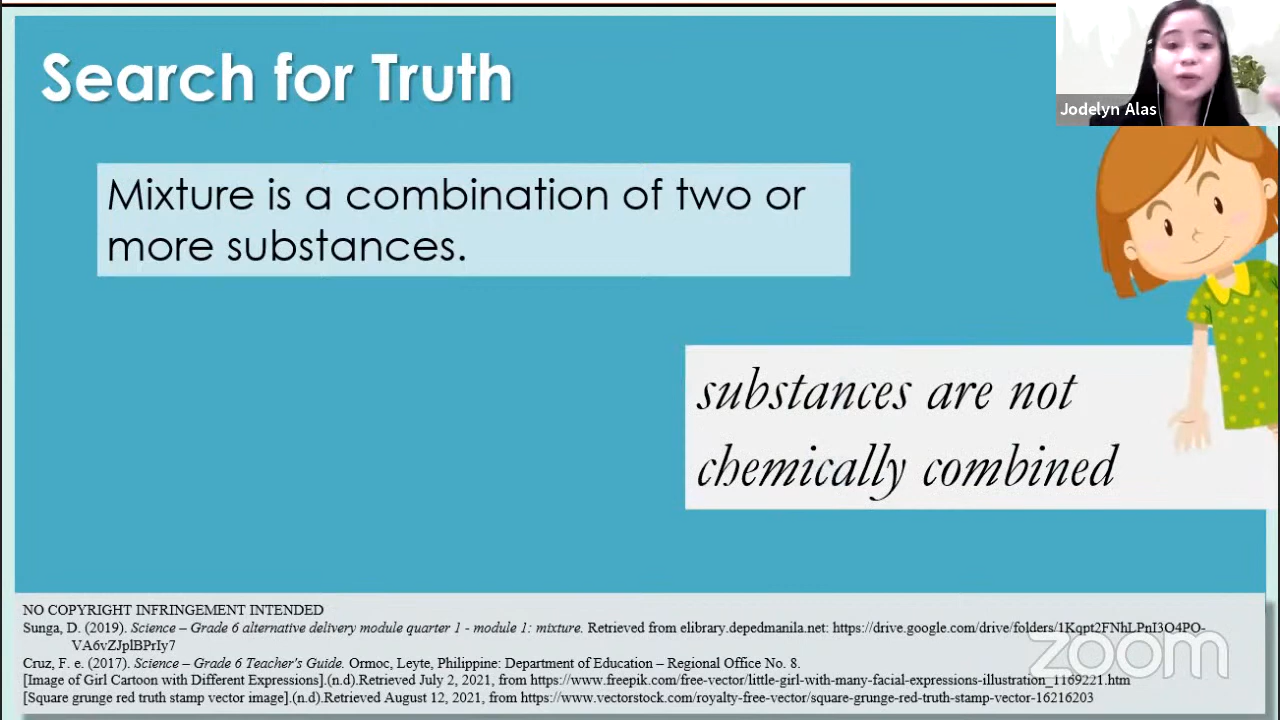 Search for Truth
Jodelyn Alas
Mixture is a combination of two or
more substances.
substances are not
chemically combined
NO COPYRIGHT INFRINGEMENT INTENDED
Sunga, D. (2019). Science – Grade 6 alternative delivery module quarter 1 - module 1: mixture. Retrieved from elibrary.depedmanila.net: https://drive.google.com/drive/folders/1Kqpt2FNhLPnI3Q4PO-
VA6vZJplBPrIy7
Cruz, F. e. (2017). Science – Grade 6 Teacher's Guide. Ormoc, Leyte, Philippine: Department of Education – Regional Office No. 8.
[Image of Girl Cartoon with Different Expressions].(n.d).Retrieved July 2, 2021, from https://www.freepik.com/free-vector/little-girl-with-many-facial-expressions-illustration_1169221.htm
[Square grunge red truth stamp vector image].(n.d).Retrieved August 12, 2021, from https://www.vectorstock.com/royalty-free-vector/square-grunge-red-truth-stamp-vector-16216203
zoom